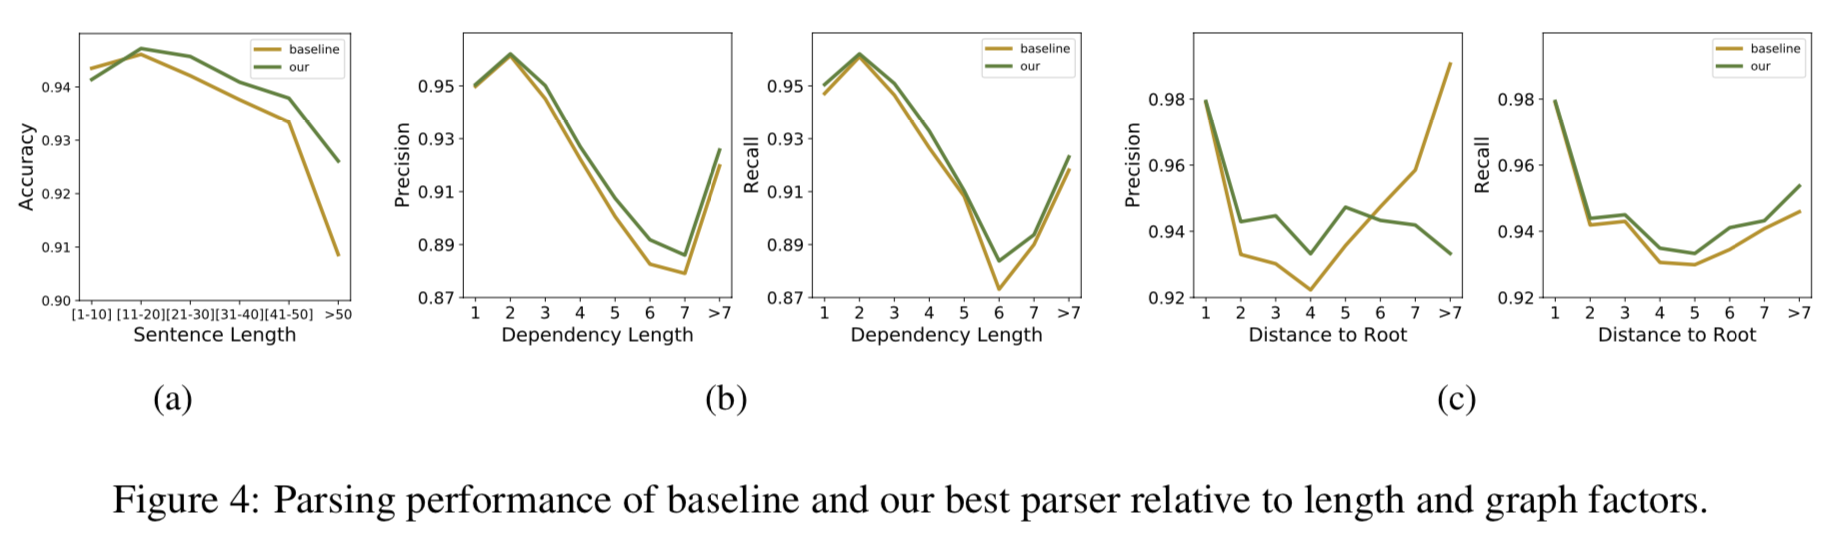 baseline
our
Accuracy
0.94
0.93
0.92
0.91
0.90
[1-10] [11-20][21-30][31-40][41-50] >50
Sentence Length
(a)
Precision
0.95
0.93
0.91
0.89
0.87
1 2 3 4 5 6 7 >7
Dependency Length
baseline
our
Recall
0.95
0.93
0.91
0.89
0.87
1 2 3 4 5 6 7 >7
Dependency Length
(b)
Precision
0.98
0.96
0.94
0.92
1 2 3 4 5 6 7 >7
Distance to Root
baseline
our
Recall
0.98
0.96
0.94
0.92
1 2 3 4 5 6 7 >7
Distance to Root
(c)
Figure 4: Parsing performance of baseline and our best parser relative to length and graph factors.